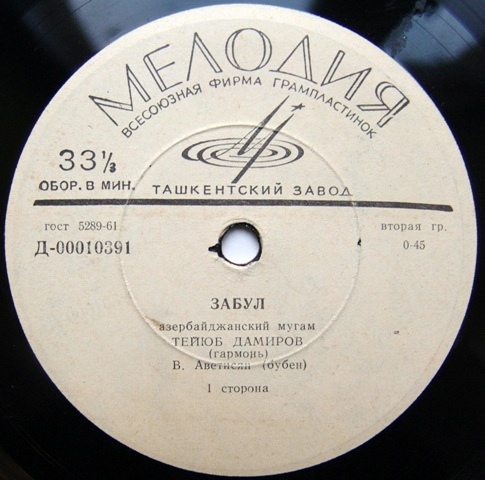 МЕЛОДИЯ
ВСЕСОЮЗНАЯ ФИРМА ГРАМПЛАСТИНОК
33⅓
ОБОР. В МИН.
ТАШКЕНТСКИЙ ЗАВОД
гост 5289-61
вторая гр.
Д-00010391
0-45
ЗАБУЛ
азербайджанский мугам
ТЕЙЮБ ДАМИРОВ
(гармонь)
В. Аветисян (бубен)
I сторона